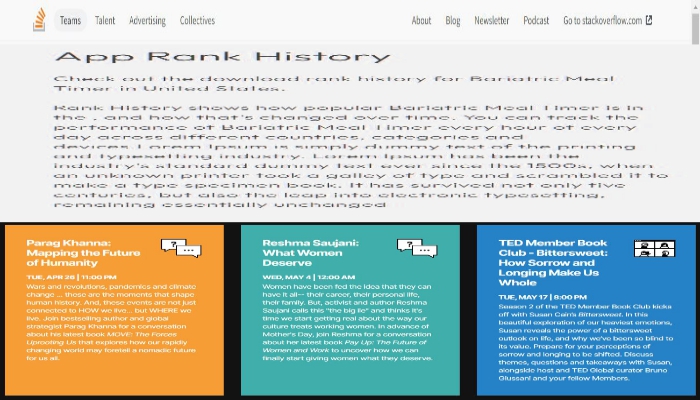 Teams Talent Advertising Collectives About Blog Newsletter Podcast Go to stackoverflow.com
App Rank History
Check out the download rank history for Bariatric Meal
Timer in United States.
Rank History shows how popular Bariatric Meal Timer is in
the , and how that's changed over time. You can track the
performance of Bariatric Meal Timer every hour of every
day across different countries, categories and
devices.Lorem Ipsum is simply dummy text of the printing
and typesetting industry. Lorem Ipsum has been the
industry's standard dummy text ever since the 1500s, when
an unknown printer took a galley of type and scrambled it to
make a type specimen book. It has survived not only five
centuries, but also the leap into electronic typesetting,
remaining essentially unchanged
Parag Khanna:
Mapping the Future
of Humanity
?
...
TUE, APR 26 | 11:00 PM
Wars and revolutions, pandemics and climate
change ... these are the moments that shape
human history. And, these events are not just
connected to HOW we live... but WHERE we
live. Join bestselling author and global
strategist Parag Khanna for a conversation
about his latest book MOVE: The Forces
Uprooting Us that explores how our rapidly
changing world may foretell a nomadic future
for us all.
Reshma Saujani:
What Women
Deserve
?
...
WED, MAY 4 | 12:00 AM
Women have been fed the idea that they can
have it all-- their career, their personal life,
their family. But, activist and author Reshma
Saujani calls this "the big lie" and thinks it's
time we start getting real about the way our
culture treats working women. In advance of
Mother's Day, join Reshma for a conversation
about her latest book Pay Up: The Future of
Women and Work to uncover how we can
finally start giving women what they deserve.
TED Member Book
Club - Bittersweet:
How Sorrow and
Longing Make Us
Whole
TUE, MAY 17 | 8:00 PM
Season 2 of the TED Member Book Club kicks
off with Susan Cain's Bittersweet. In this
beautiful exploration of our heaviest emotions,
Susan reveals the power of a bittersweet
outlook on life, and why we've been so blind to
its value. Prepare for your perceptions of
sorrow and longing to be shifted. Discuss
themes, questions and takeaways with Susan,
alongside host and TED Global curator Bruno
Giussani and your fellow Members.